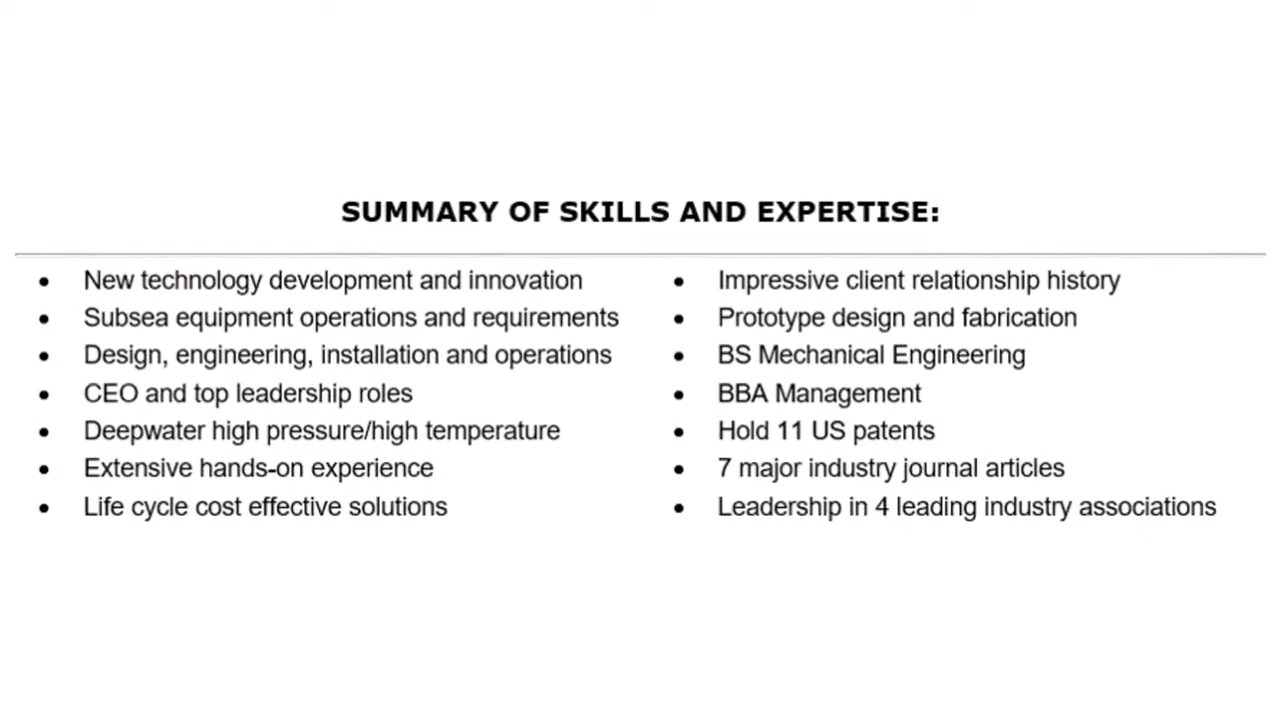 SUMMARY OF SKILLS AND EXPERTISE:
• New technology development and innovation
• Subsea equipment operations and requirements
• Design, engineering, installation and operations
• CEO and top leadership roles
• Deepwater high pressure/high temperature
• Extensive hands-on experience
• Life cycle cost effective solutions
• Impressive client relationship history
• Prototype design and fabrication
• BS Mechanical Engineering
• BBA Management
• Hold 11 US patents
• 7 major industry journal articles
• Leadership in 4 leading industry associations